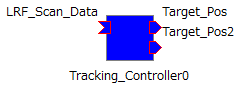 LRF_Scan_Data
Target_Pos
Target_Pos2
Tracking_Controller0